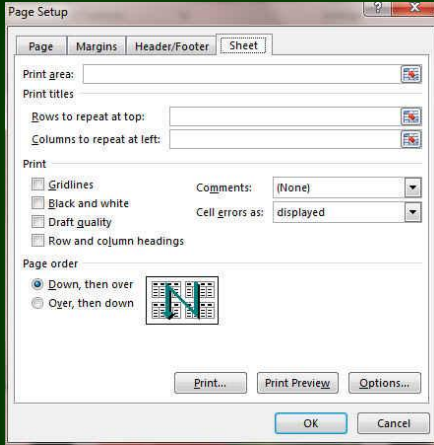 Page Setup
Page Margins Header/Footer Sheet
Print area:
Print titles
Rows to repeat at top:
Columns to repeat at left:
Print
Gridlines
Black and white
Draft quality
Row and column headings
Comments: (None)
Cell errors as: displayed
Page order
Down, then over
Over, then down
Print... Print Preview Options...
OK Cancel